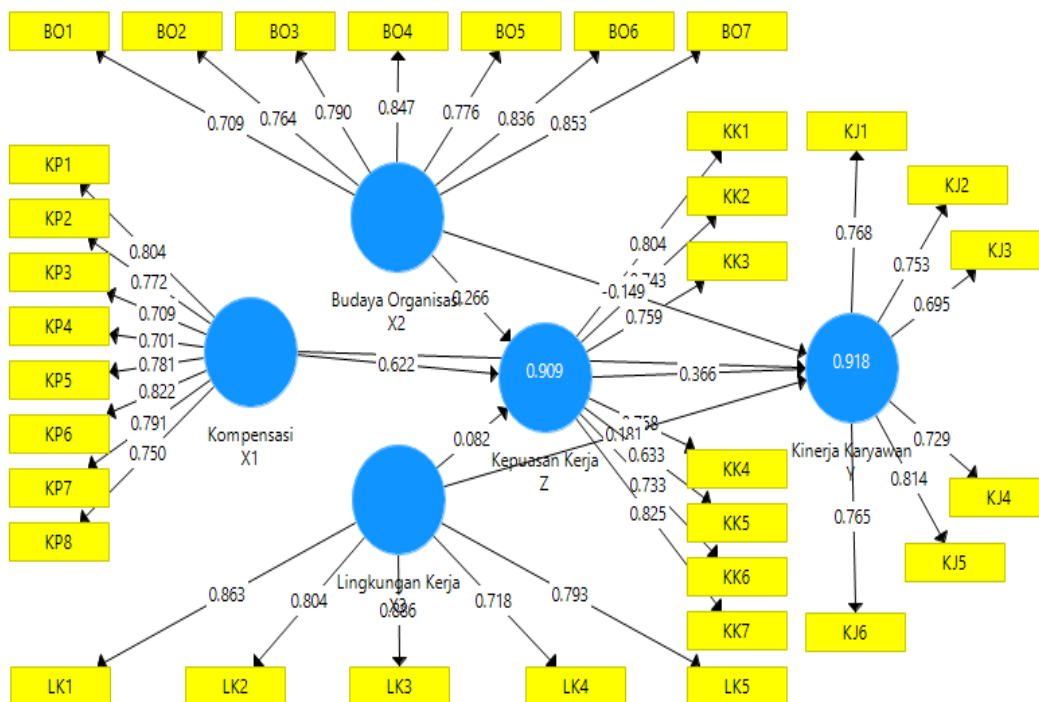 BO1 BO2 BO3 BO4 BO5 BO6 BO7
0.709 0.764 0.790 0.847 0.776 0.836 0.853
KP1
KP2
KP3
KP4
KP5
KP6
KP7
KP8
0.804
0.772
0.709
0.701
0.781
0.822
0.791
0.750
Kompensasi
X1
Budaya Organisasi
X2
0.266
-0.149
0.622
0.366
0.082
0.181
Lingkungan Kerja
0.863 0.804 0.718 0.793
LK1 LK2 LK3 LK4 LK5
0.909
Kepuasan Kerja
Z
KK1
KK2
KK3
0.804
0.759
0.633
0.733
0.825
KK4
KK5
KK6
KK7
0.918
Kinerja Karyawan
Y
KJ1
KJ2
KJ3
0.768
0.753
0.695
0.729
0.814
0.765
KJ4
KJ5
KJ6